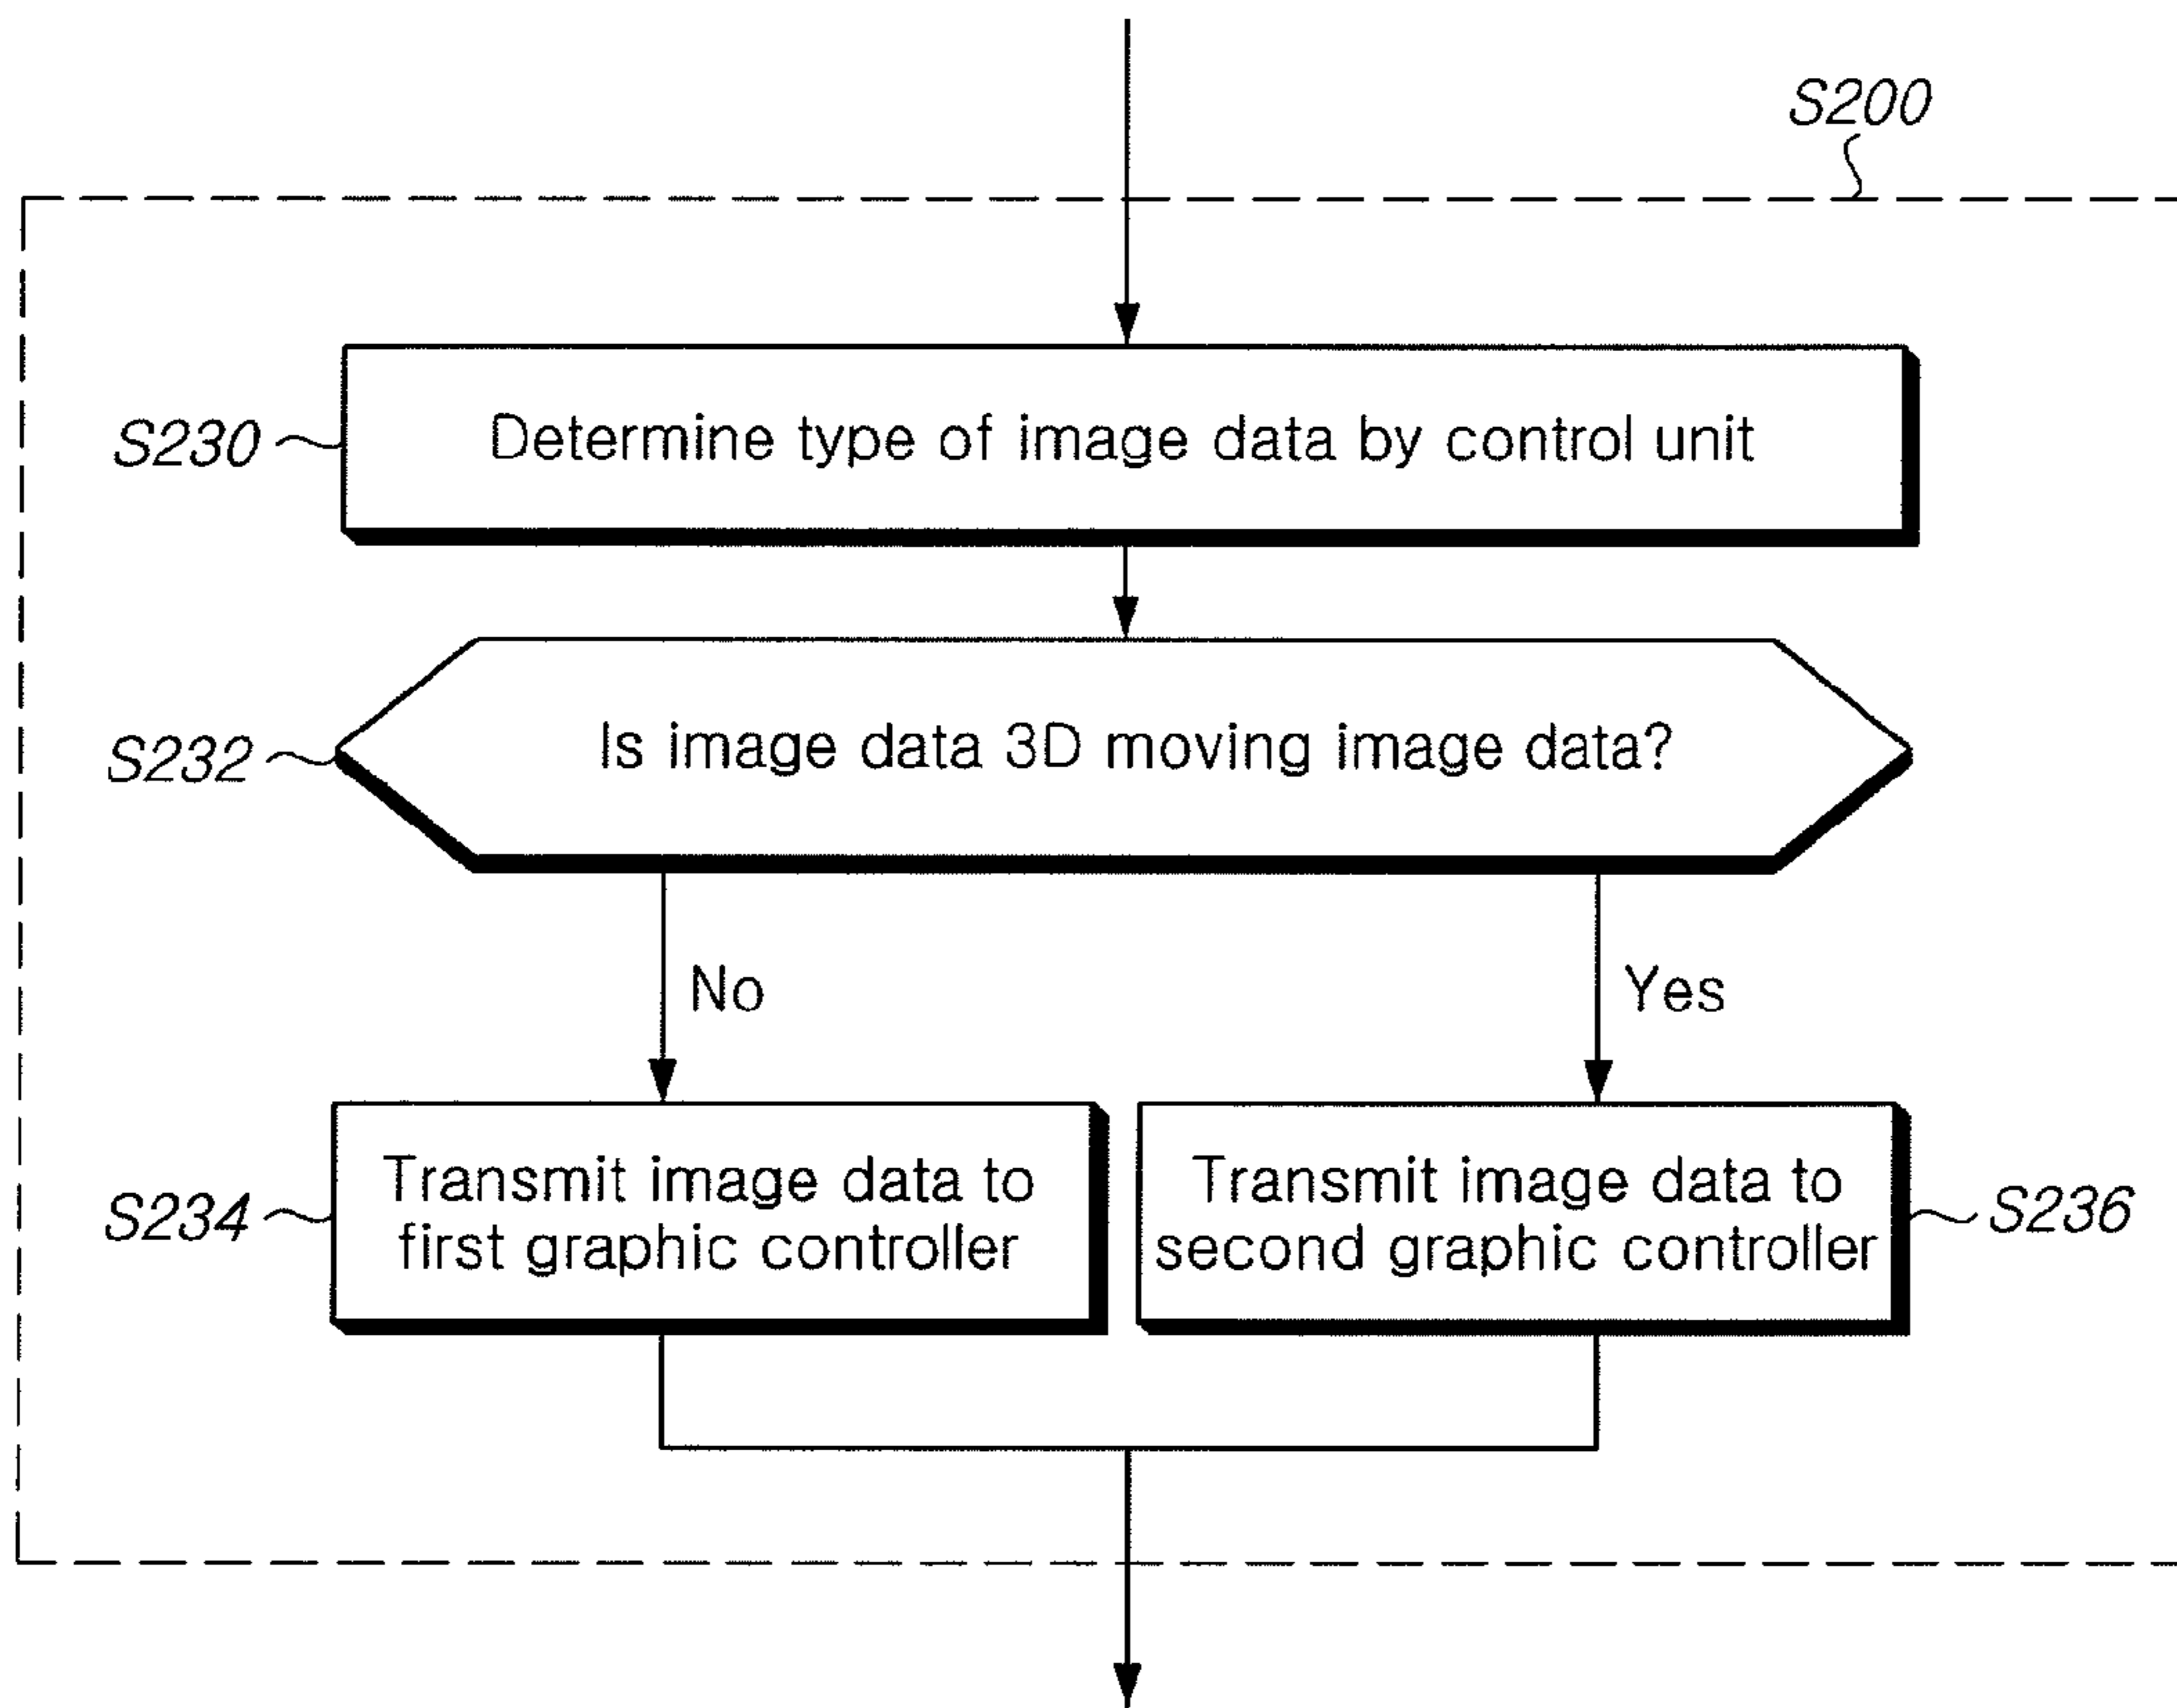 S200
S230
Determine type of image data by control unit
S232
Is image data 3D moving image data?
No
Yes
S234
Transmit image data to
first graphic controller
Transmit image data to
second graphic controller
S236